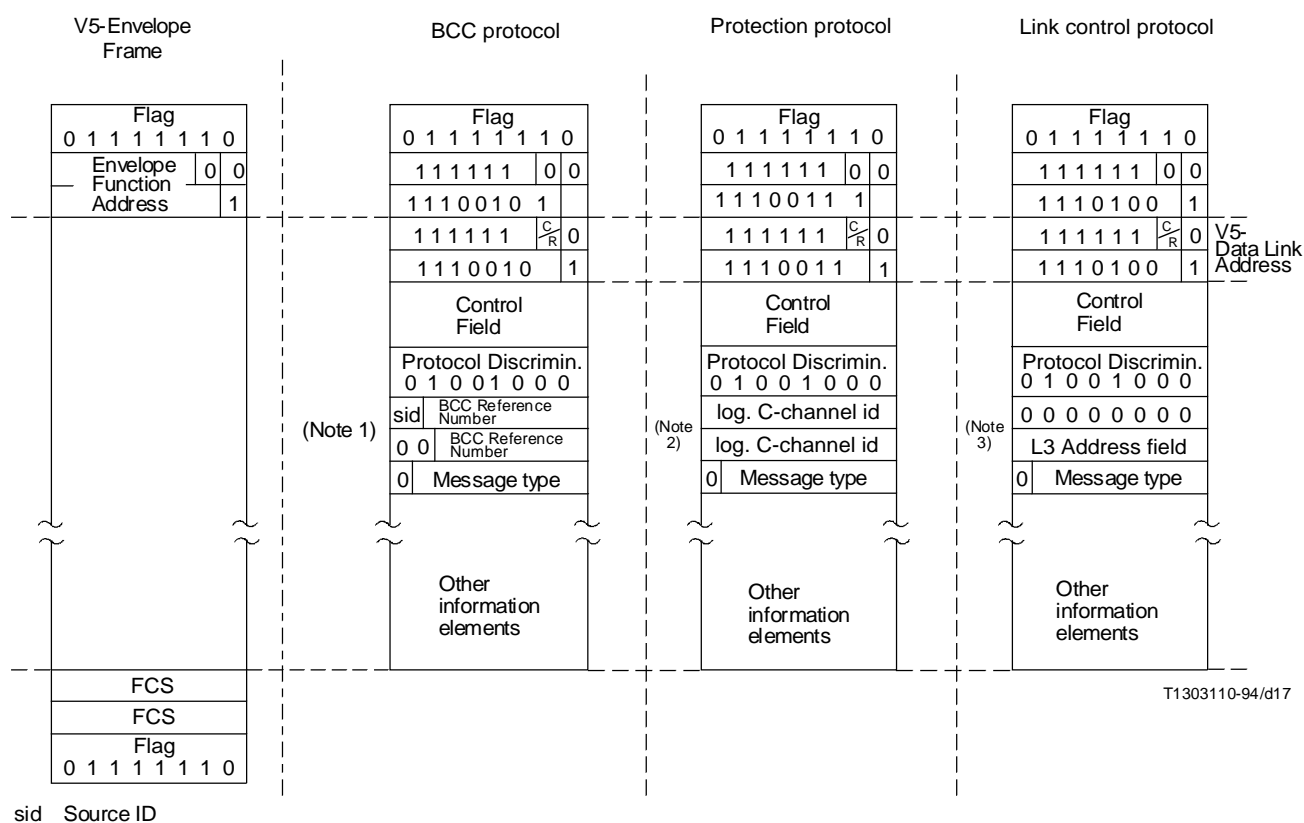 V5-Envelope
Frame
BCC protocol
Protection protocol
Link control protocol
Flag
0 1 1 1 1 1 1 0
Envelope
Function
Address
0 0
1
FCS
FCS
Flag
0 1 1 1 1 1 1 0
sid Source ID
(Note 1)
Flag
0 1 1 1 1 1 1 0
1 1 1 1 1 1 0 0
1 1 1 0 0 1 0 1
1 1 1 1 1 1 C/R 0
1 1 1 0 0 1 0 1
Control
Field
Protocol Discrimin.
0 1 0 0 1 0 0 0
sid BCC Reference
Number
0 0 BCC Reference
Number
0 Message type
Other
information
elements
(Note
2)
Flag
0 1 1 1 1 1 1 0
1 1 1 1 1 1 0 0
1 1 1 0 0 1 1 1
1 1 1 1 1 1 C/R 0
1 1 1 0 0 1 1 1
Control
Field
Protocol Discrimin.
0 1 0 0 1 0 0 0
log. C-channel id
log. C-channel id
0 Message type
Other
information
elements
(Note
3)
Flag
0 1 1 1 1 1 1 0
1 1 1 1 1 1 0 0
1 1 1 0 1 0 0 1
1 1 1 1 1 1 C/R 0
1 1 1 0 1 0 0 1
V5-
Data Link
Address
Control
Field
Protocol Discrimin.
0 1 0 0 1 0 0 0
0 0 0 0 0 0 0 0
L3 Address field
0 Message type
Other
information
elements
T1303110-94/d17